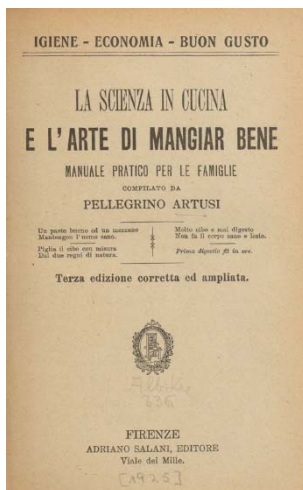 IGIENE - ECONOMIA - BUON GUSTO
LA SCIENZA IN CUCINA
E L'ARTE DI MANGIAR BENE
MANUALE PRATICO PER LE FAMIGLIE
COMPILATO DA
PELLEGRINO ARTUSI
Un pasto buono ed un mezzano
Mantengon l'uomo sano.
Piglia il cibo con misura
Dai due regni di natura.
Molto cibo e mal digesto
Non fa il corpo sano e lesto.
Prima digestio fit in ore.
Terza edizione corretta ed ampliata.
FIRENZE
ADRIANO SALANI, EDITORE
Viale dei Mille.
[1925]